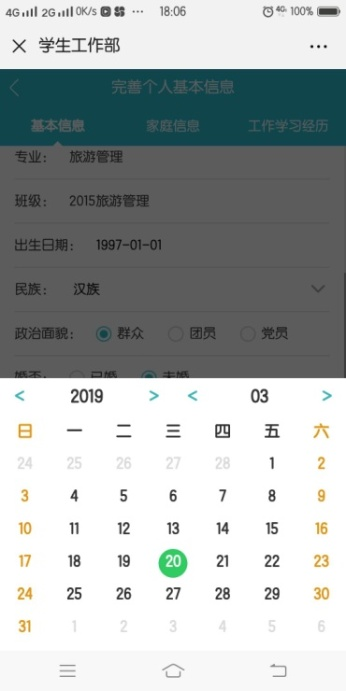 4G 2G 0K/s ··· 18:06 4G 100%
× 学生工作部 ···
< 完善个人基本信息
基本信息 家庭信息 工作学习经历
专业： 旅游管理
班级： 2015旅游管理
出生日期： 1997-01-01
民族： 汉族
政治面貌： 群众 团员 党员
婚否： 已婚 未婚
< 2019 > < 03 >
日 一 二 三 四 五 六
24 25 26 27 28 1 2
3 4 5 6 7 8 9
10 11 12 13 14 15 16
17 18 19 20 21 22 23
24 25 26 27 28 29 30
31 1 2 3 4 5 6